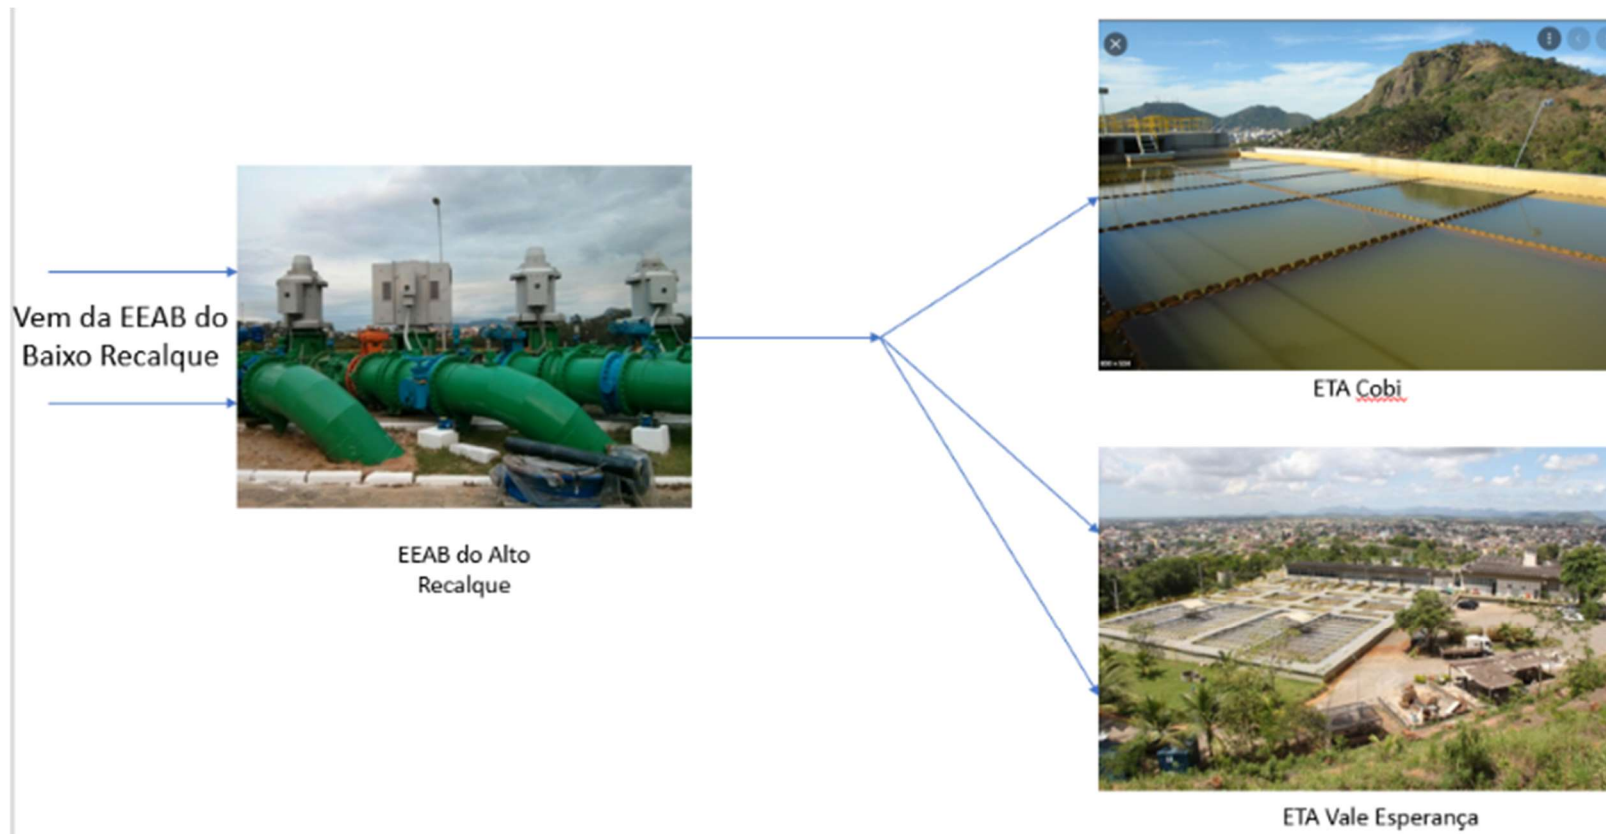 Vem da EEAB do
Baixo Recalque
EEAB do Alto
Recalque
ETA Cobi
ETA Vale Esperança